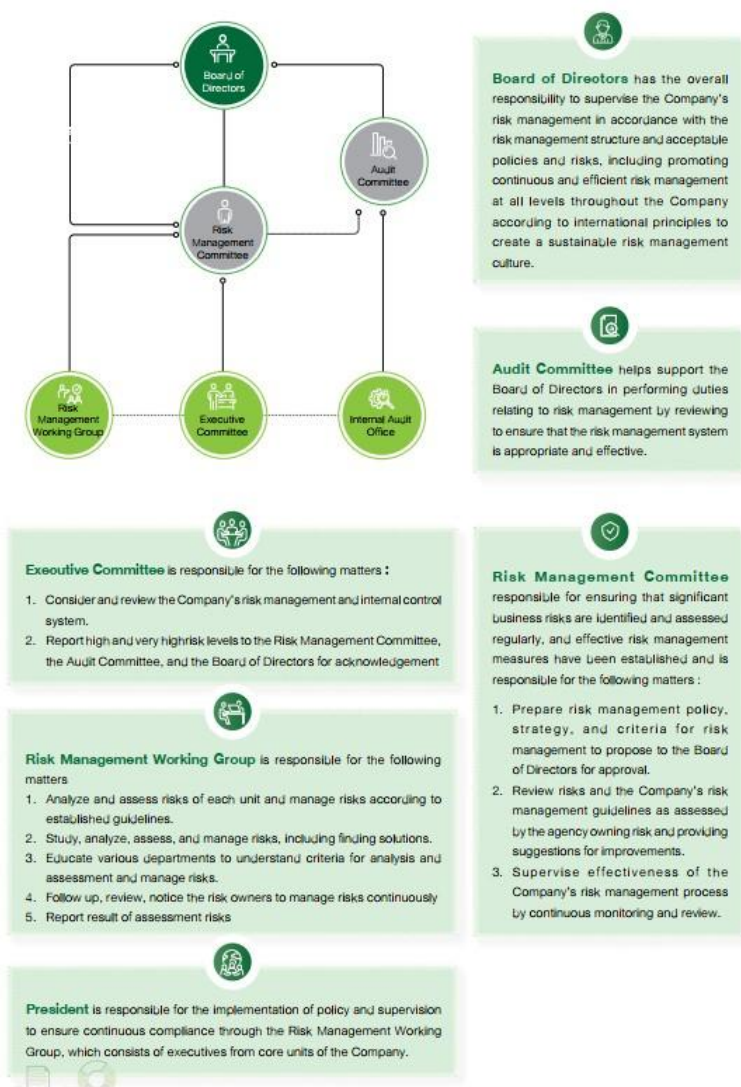 Board of
Directors
Audit
Committee
Risk
Management
Committee
Risk
Management
Working Group
Executive
Committee
Internal Audit
Office
Board of Directors has the overall
responsibility to supervise the Company's
risk management in accordance with the
risk management structure and acceptable
policies and risks, including promoting
continuous and efficient risk management
at all levels throughout the Company
according to international principles to
create a sustainable risk management
culture.
Audit Committee helps support the
Board of Directors in performing duties
relating to risk management by reviewing
to ensure that the risk management system
is appropriate and effective.
Executive Committee is responsible for the following matters :
1. Consider and review the Company's risk management and internal control
system.
2. Report high and very highrisk levels to the Risk Management Committee,
the Audit Committee, and the Board of Directors for acknowledgement
Risk Management Working Group is responsible for the following
matters
1. Analyze and assess risks of each unit and manage risks according to
established guidelines.
2. Study, analyze, assess, and manage risks, including finding solutions.
3. Educate various departments to understand criteria for analysis and
assessment and manage risks.
4. Follow up, review, notice the risk owners to manage risks continuously
5. Report result of assessment risks
President is responsible for the implementation of policy and supervision
to ensure continuous compliance through the Risk Management Working
Group, which consists of executives from core units of the Company.
Risk Management Committee
responsible for ensuring that significant
business risks are identified and assessed
regularly, and effective risk management
measures have been established and is
responsible for the following matters :
1. Prepare risk management policy,
strategy, and criteria for risk
management to propose to the Board
of Directors for approval.
2. Review risks and the Company's risk
management guidelines as assessed
by the agency owning risk and providing
suggestions for improvements.
3. Supervise effectiveness of the
Company's risk management process
by continuous monitoring and review.